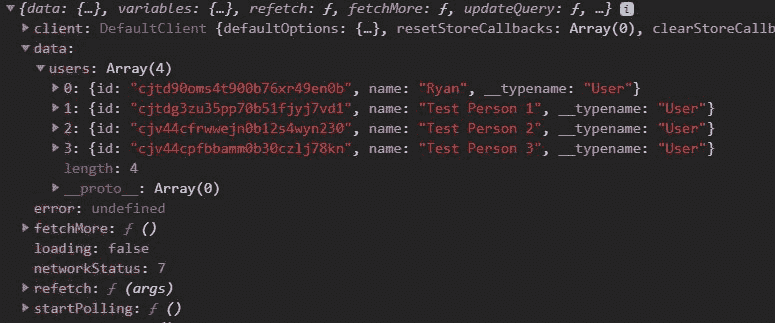 ▼{data: {…}, variables: {…}, refetch: ƒ, fetchMore: ƒ, updateQuery: ƒ, …} i
▶client: DefaultClient {defaultOptions: {…}, resetStoreCallbacks: Array(0), clearStoreCallb
▼data:
▼users: Array(4)
▶0: {id: "cjtd90oms4t900b76xr49en0b", name: "Ryan", __typename: "User"}
▶1: {id: "cjtdg3zu35pp70b51fjyj7vd1", name: "Test Person 1", __typename: "User"}
▶2: {id: "cjv44cfrwwejn0b12s4wyn230", name: "Test Person 2", __typename: "User"}
▶3: {id: "cjv44cpfbbamm0b30czlj78kn", name: "Test Person 3", __typename: "User"}
length: 4
▶__proto__: Array(0)
error: undefined
▶fetchMore: ƒ ()
loading: false
networkStatus: 7
▶refetch: ƒ (args)
▶startPolling: ƒ ()